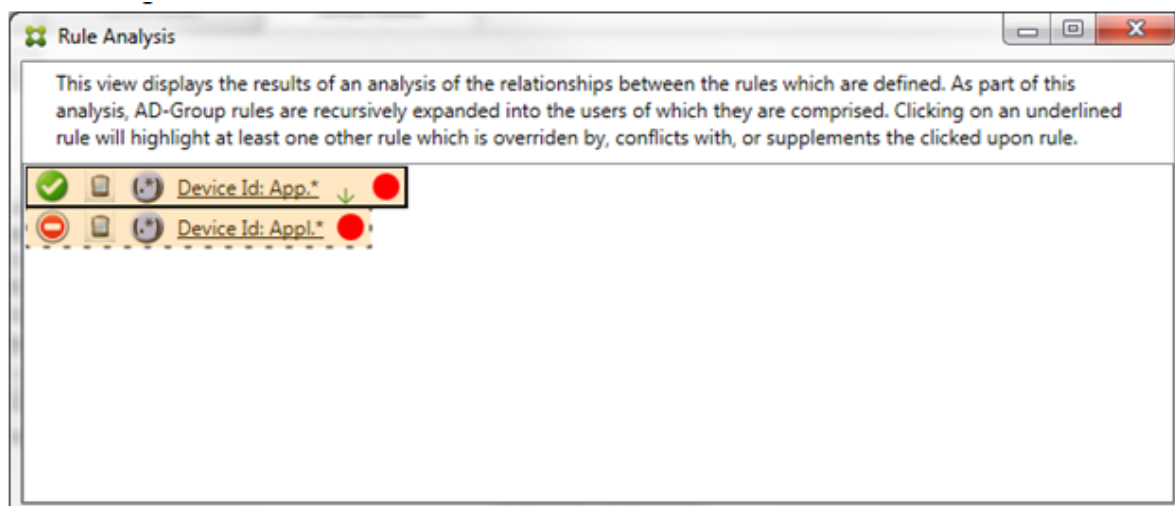 Rule Analysis
This view displays the results of an analysis of the relationships between the rules which are defined. As part of this
analysis, AD-Group rules are recursively expanded into the users of which they are comprised. Clicking on an underlined
rule will highlight at least one other rule which is overriden by, conflicts with, or supplements the clicked upon rule.
(.*) Device Id: App.*
(.*) Device Id: Appl.*